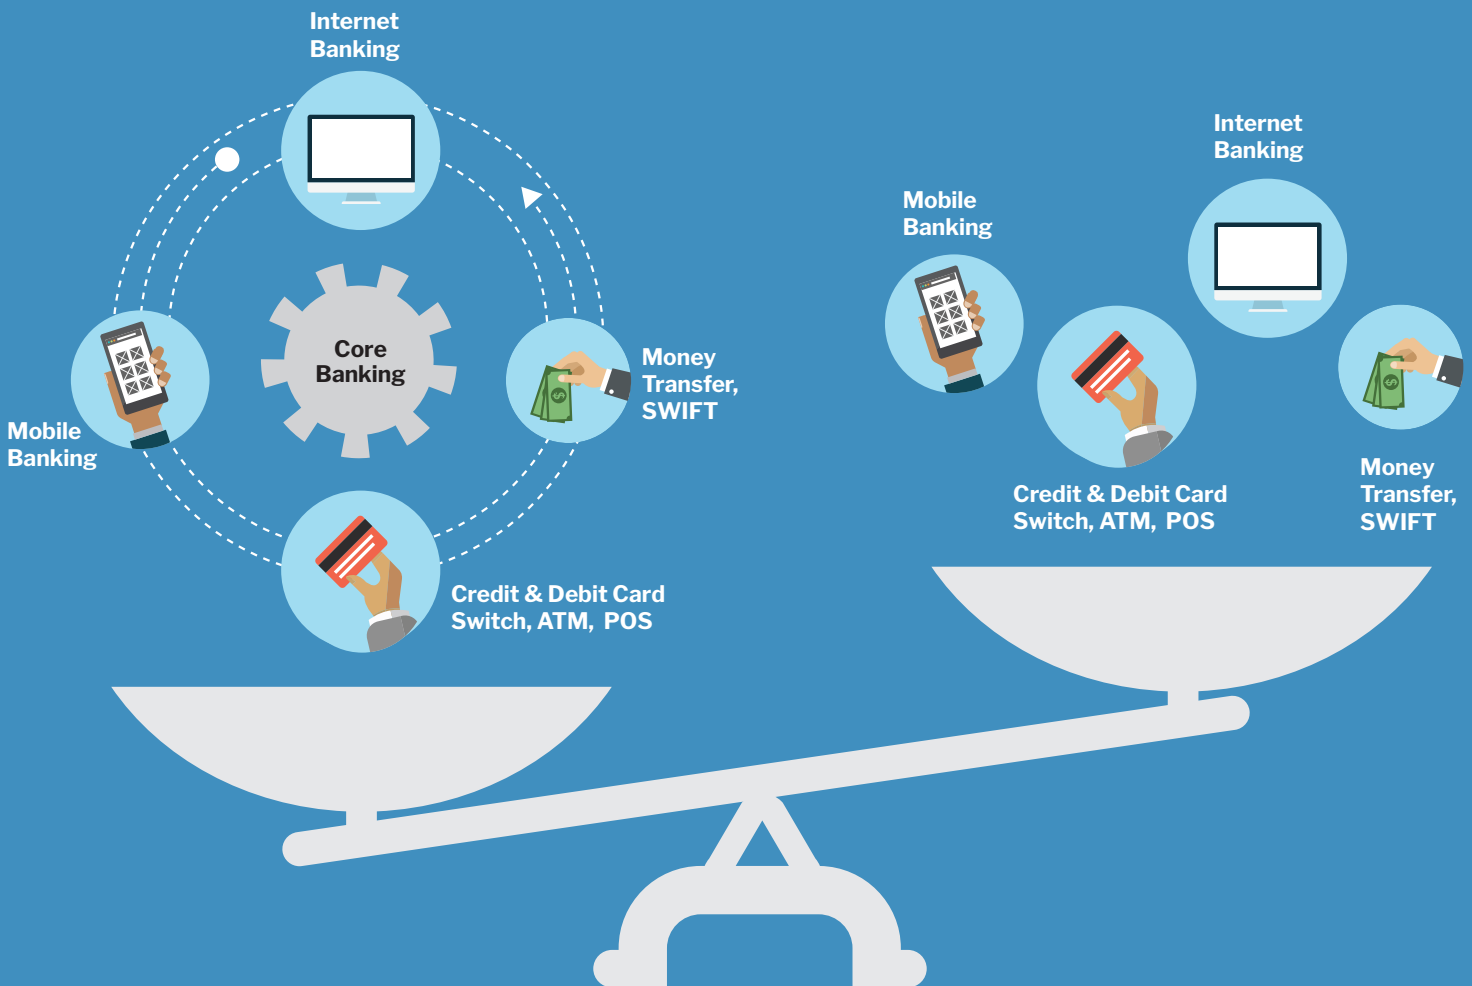 Internet
Banking
Core
Banking
Money
Transfer,
SWIFT
Mobile
Banking
Credit & Debit Card
Switch, ATM, POS
Internet
Banking
Mobile
Banking
Money
Transfer,
SWIFT
Credit & Debit Card
Switch, ATM, POS